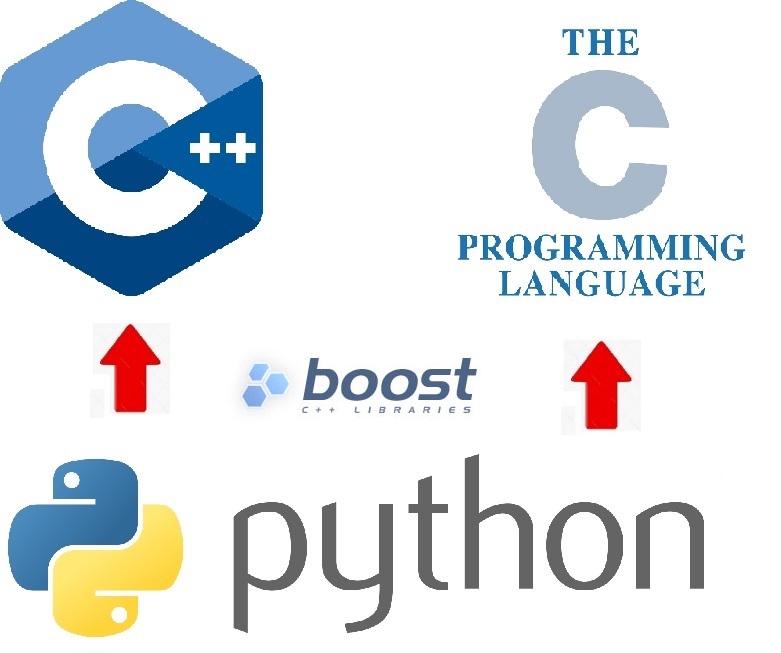 C++
THE
C
PROGRAMMING
LANGUAGE
boost
C++ LIBRARIES
python